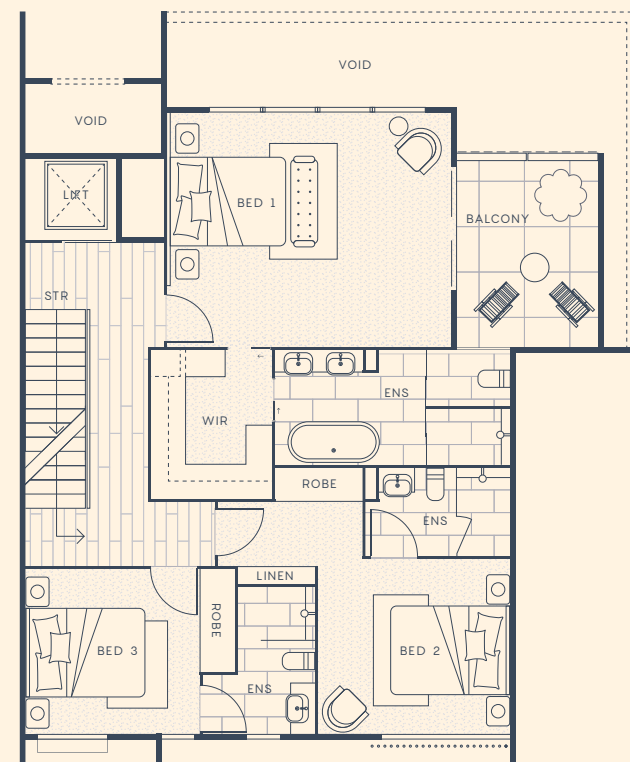 VOID
VOID
LIFT
BED 1
BALCONY
STR
ENS
WIR
ROBE
ENS
LINEN
ROBE
BED 3
BED 2
ENS